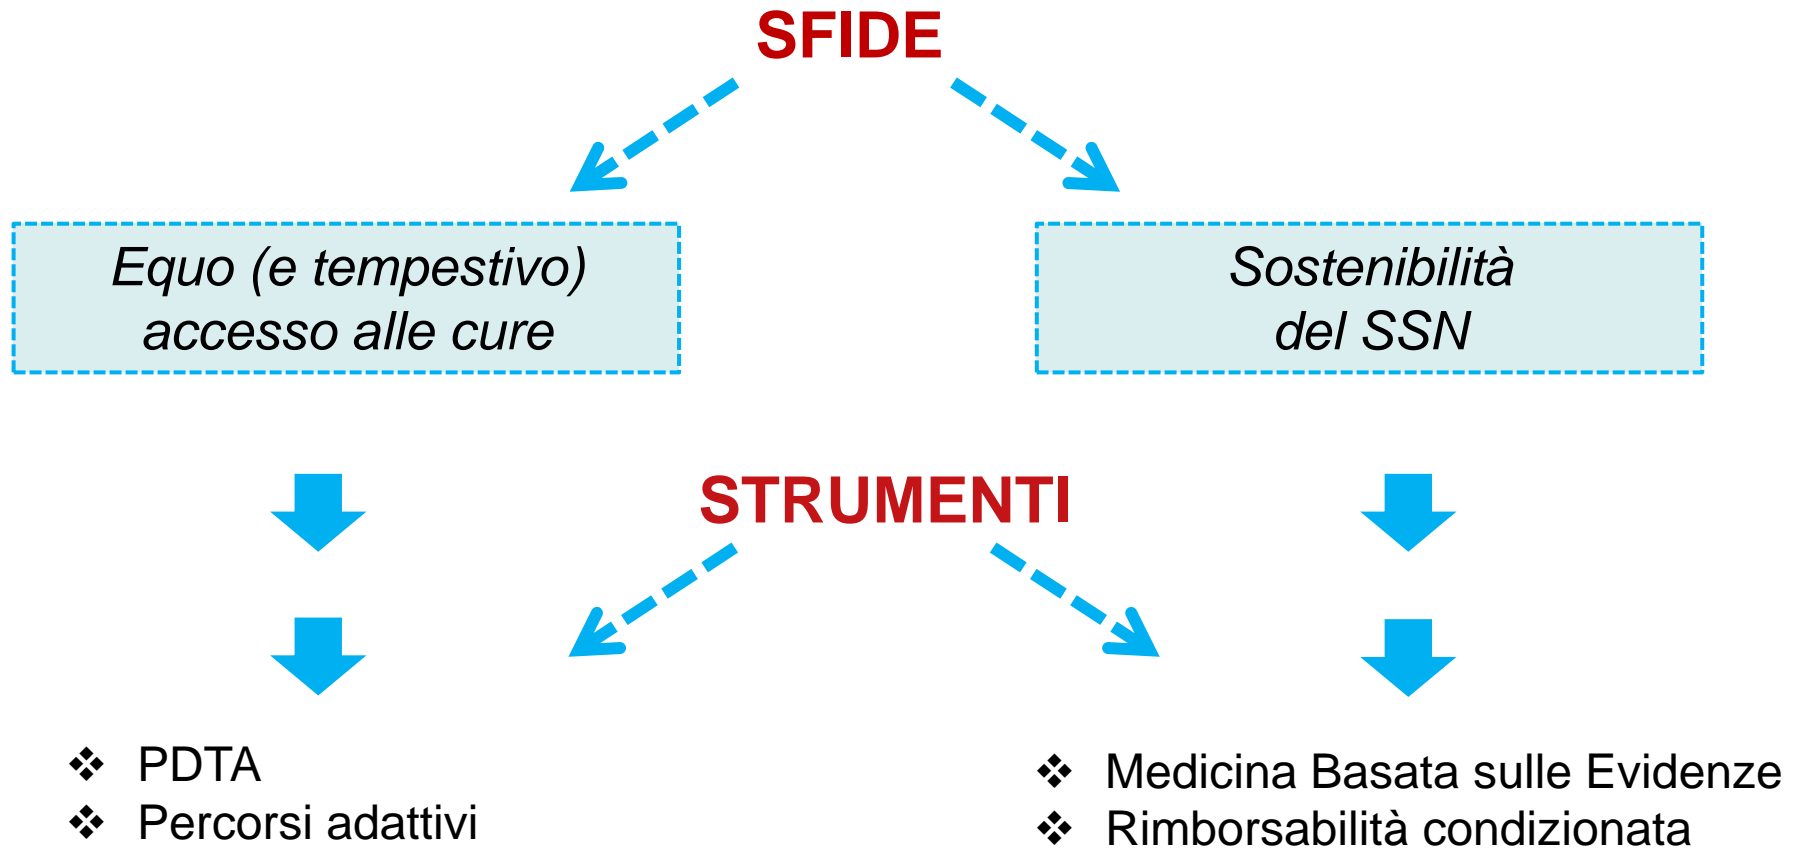 SFIDE
Equo (e tempestivo)
accesso alle cure
Sostenibilità
del SSN
STRUMENTI
❖ PDTA
❖ Percorsi adattivi
❖ Medicina Basata sulle Evidenze
❖ Rimborsabilità condizionata